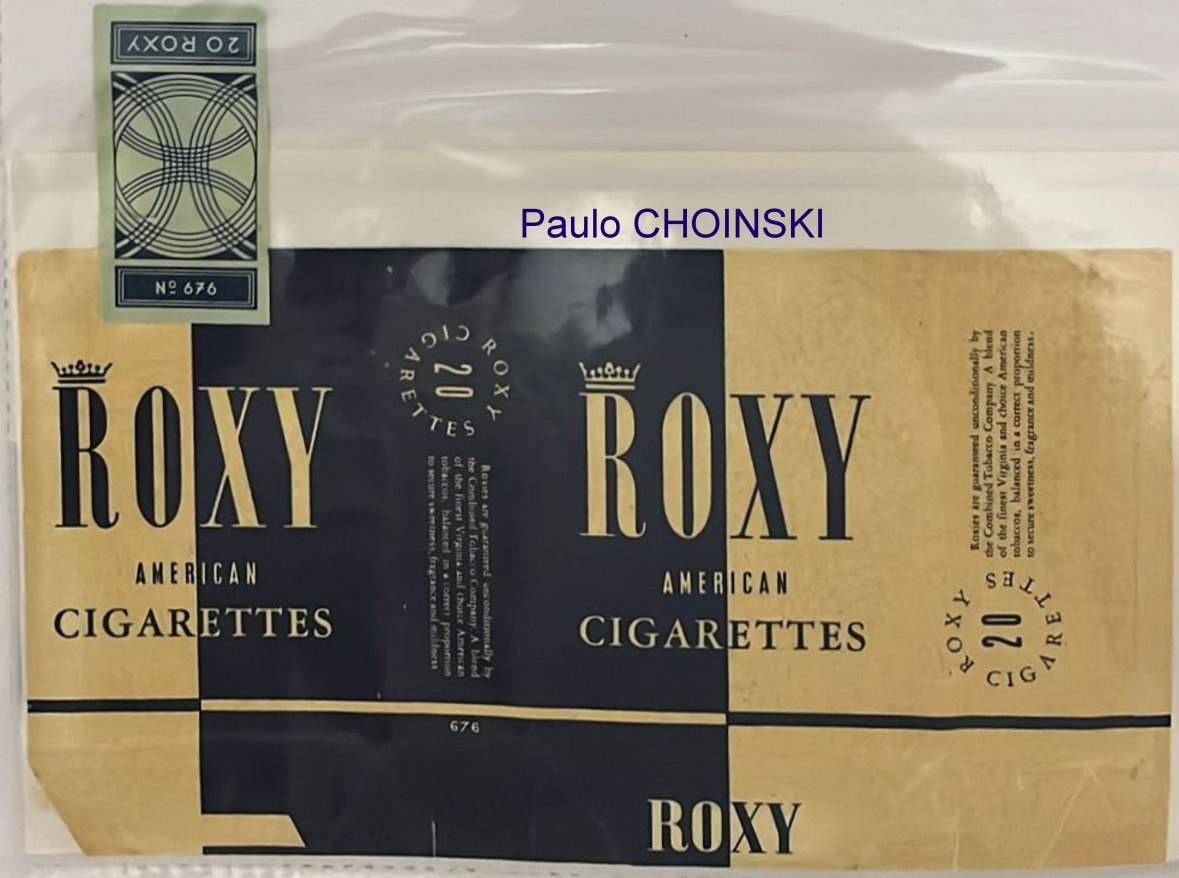 20 ROXY
Nº 676
Paulo CHOINSKI
ROXY
AMERICAN
CIGARETTES
ROXY
20
CIGARETTES
Roxies are guaranteed unconditionally by
the Combined Tobacco Company. A blend
of the finest Virginia and choice American
tobaccos, balanced in a correct proportion
to secure sweetness, fragrance and mildness
676
ROXY
AMERICAN
CIGARETTES
ROXY
Roxies are guaranteed unconditionally by
the Combined Tobacco Company. A blend
of the finest Virginia and choice American
tobaccos, balanced in a correct proportion
to secure sweetness, fragrance and mildness.
ROXY
20
CIGARETTES